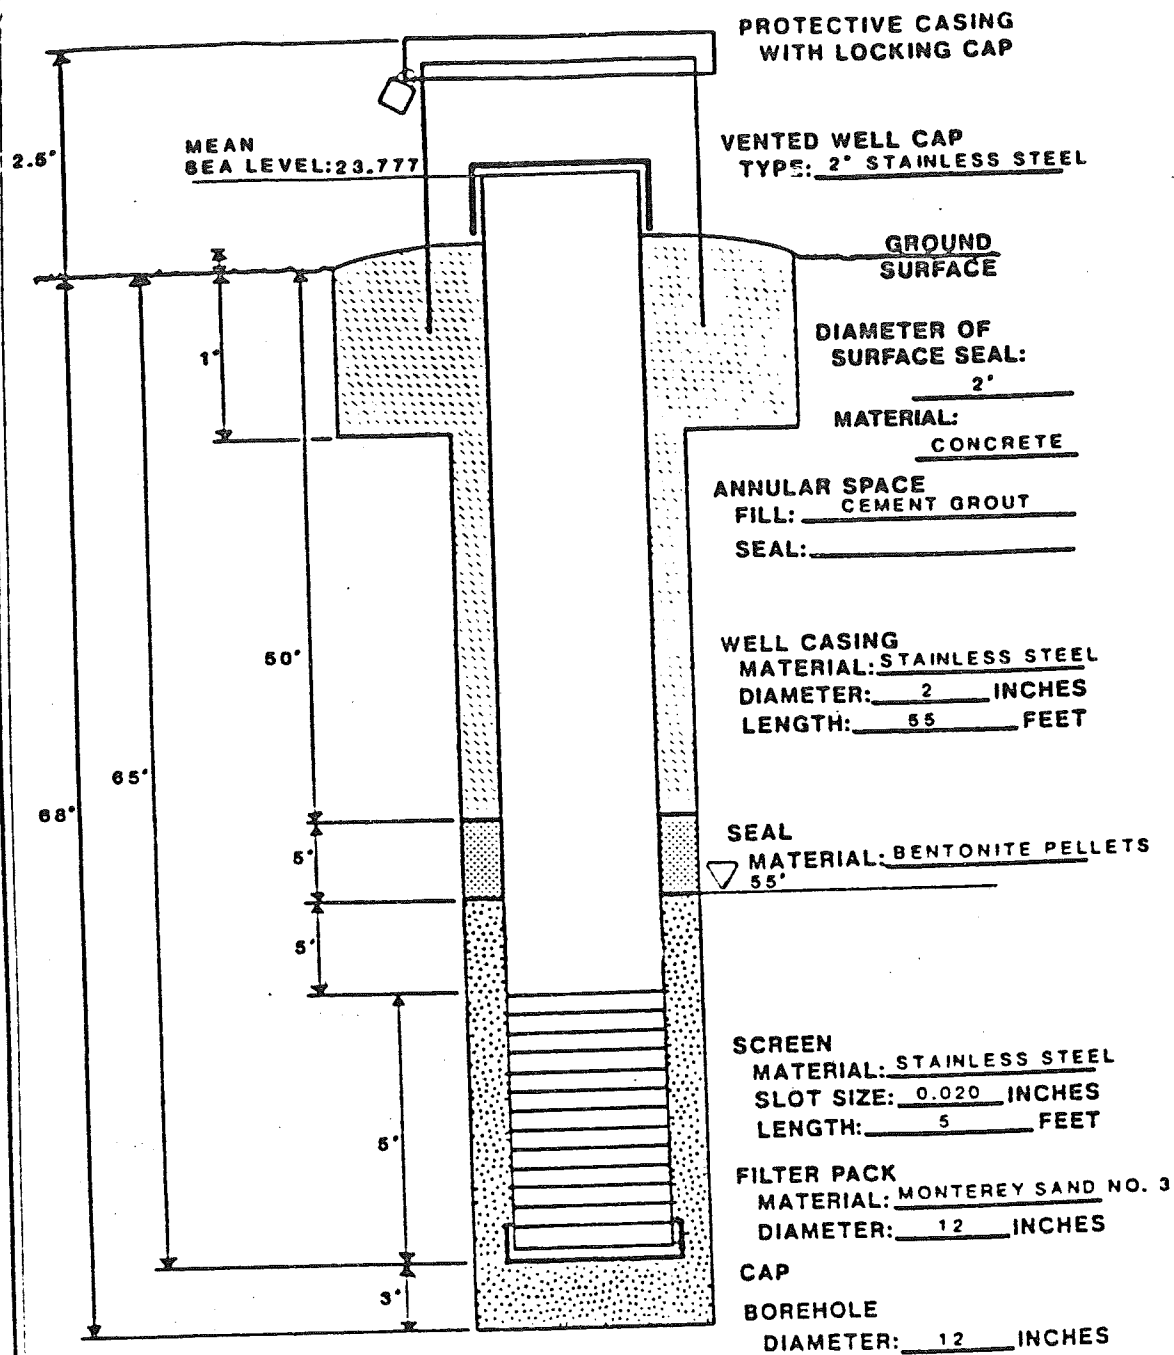 PROTECTIVE CASING
WITH LOCKING CAP
2.5'
MEAN
SEA LEVEL:23.777
VENTED WELL CAP
TYPE: 2" STAINLESS STEEL
GROUND
SURFACE
1'
DIAMETER OF
SURFACE SEAL:
2'
MATERIAL:
CONCRETE
ANNULAR SPACE
FILL: CEMENT GROUT
SEAL:
50'
WELL CASING
MATERIAL: STAINLESS STEEL
DIAMETER: 2 INCHES
LENGTH: 55 FEET
65'
68'
5'
SEAL
MATERIAL: BENTONITE PELLETS
55'
5'
SCREEN
MATERIAL: STAINLESS STEEL
SLOT SIZE: 0.020 INCHES
LENGTH: 5 FEET
5'
FILTER PACK
MATERIAL: MONTEREY SAND NO. 3
DIAMETER: 12 INCHES
CAP
3'
BOREHOLE
DIAMETER: 12 INCHES